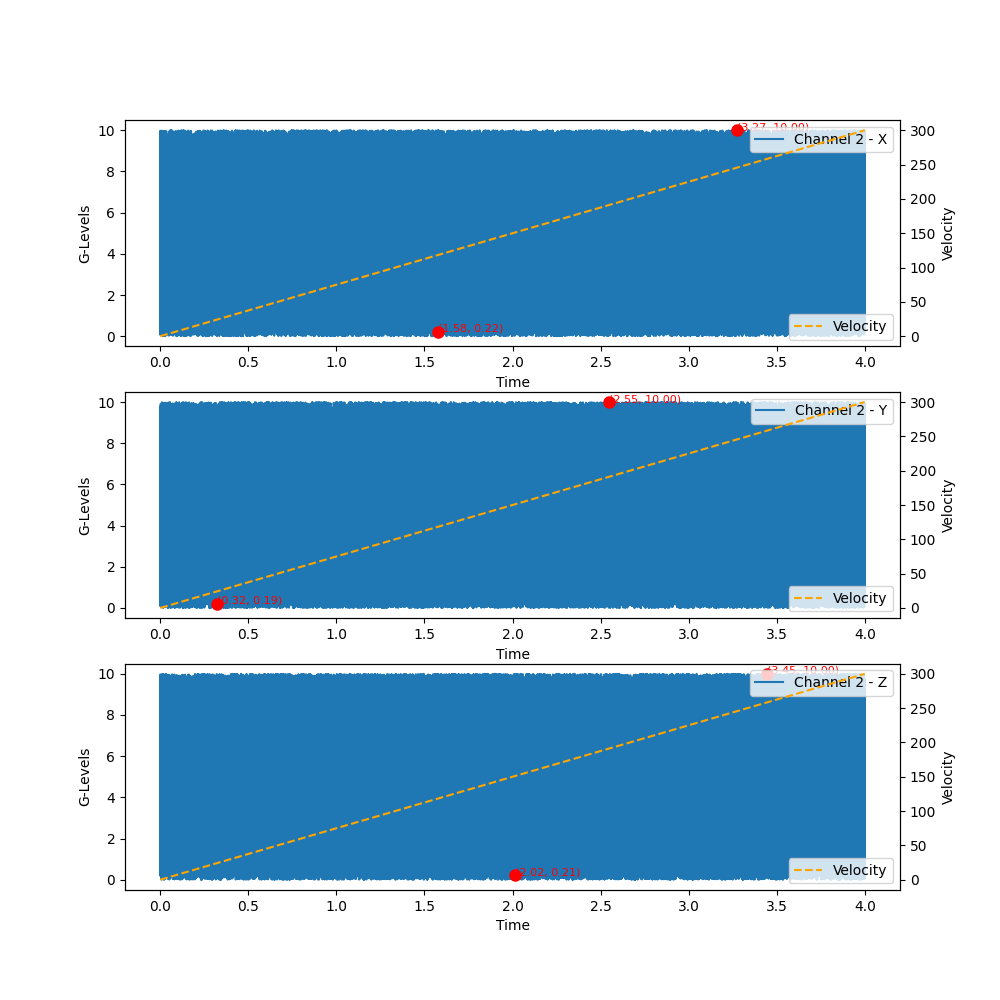 (3.27, 10.00)
Channel 2 - X
10
8
6
4
2
0
G-Levels
300
250
200
150
100
50
0
Velocity
(1.58, 0.22)
Velocity
0.0 0.5 1.0 1.5 2.0 2.5 3.0 3.5 4.0
Time
(2.55, 10.00)
Channel 2 - Y
10
8
6
4
2
0
G-Levels
300
250
200
150
100
50
0
Velocity
(0.32, 0.19)
Velocity
0.0 0.5 1.0 1.5 2.0 2.5 3.0 3.5 4.0
Time
(3.45, 10.00)
Channel 2 - Z
10
8
6
4
2
0
G-Levels
300
250
200
150
100
50
0
Velocity
(2.02, 0.21)
Velocity
0.0 0.5 1.0 1.5 2.0 2.5 3.0 3.5 4.0
Time